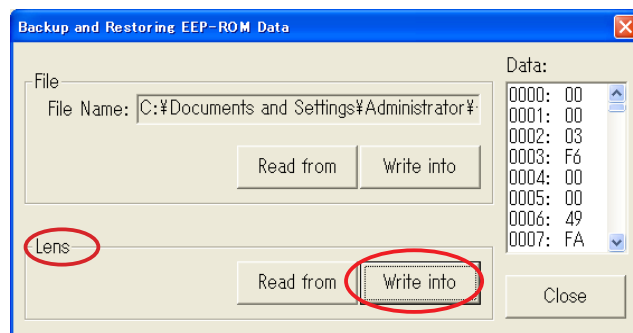 Backup and Restoring EEP-ROM Data
File
File Name: C:¥Documents and Settings¥Administrator¥
Read from
Write into
Lens
Read from
Write into
Data:
0000: 00
0001: 00
0002: 03
0003: F6
0004: 00
0005: 00
0006: 49
0007: FA
Close